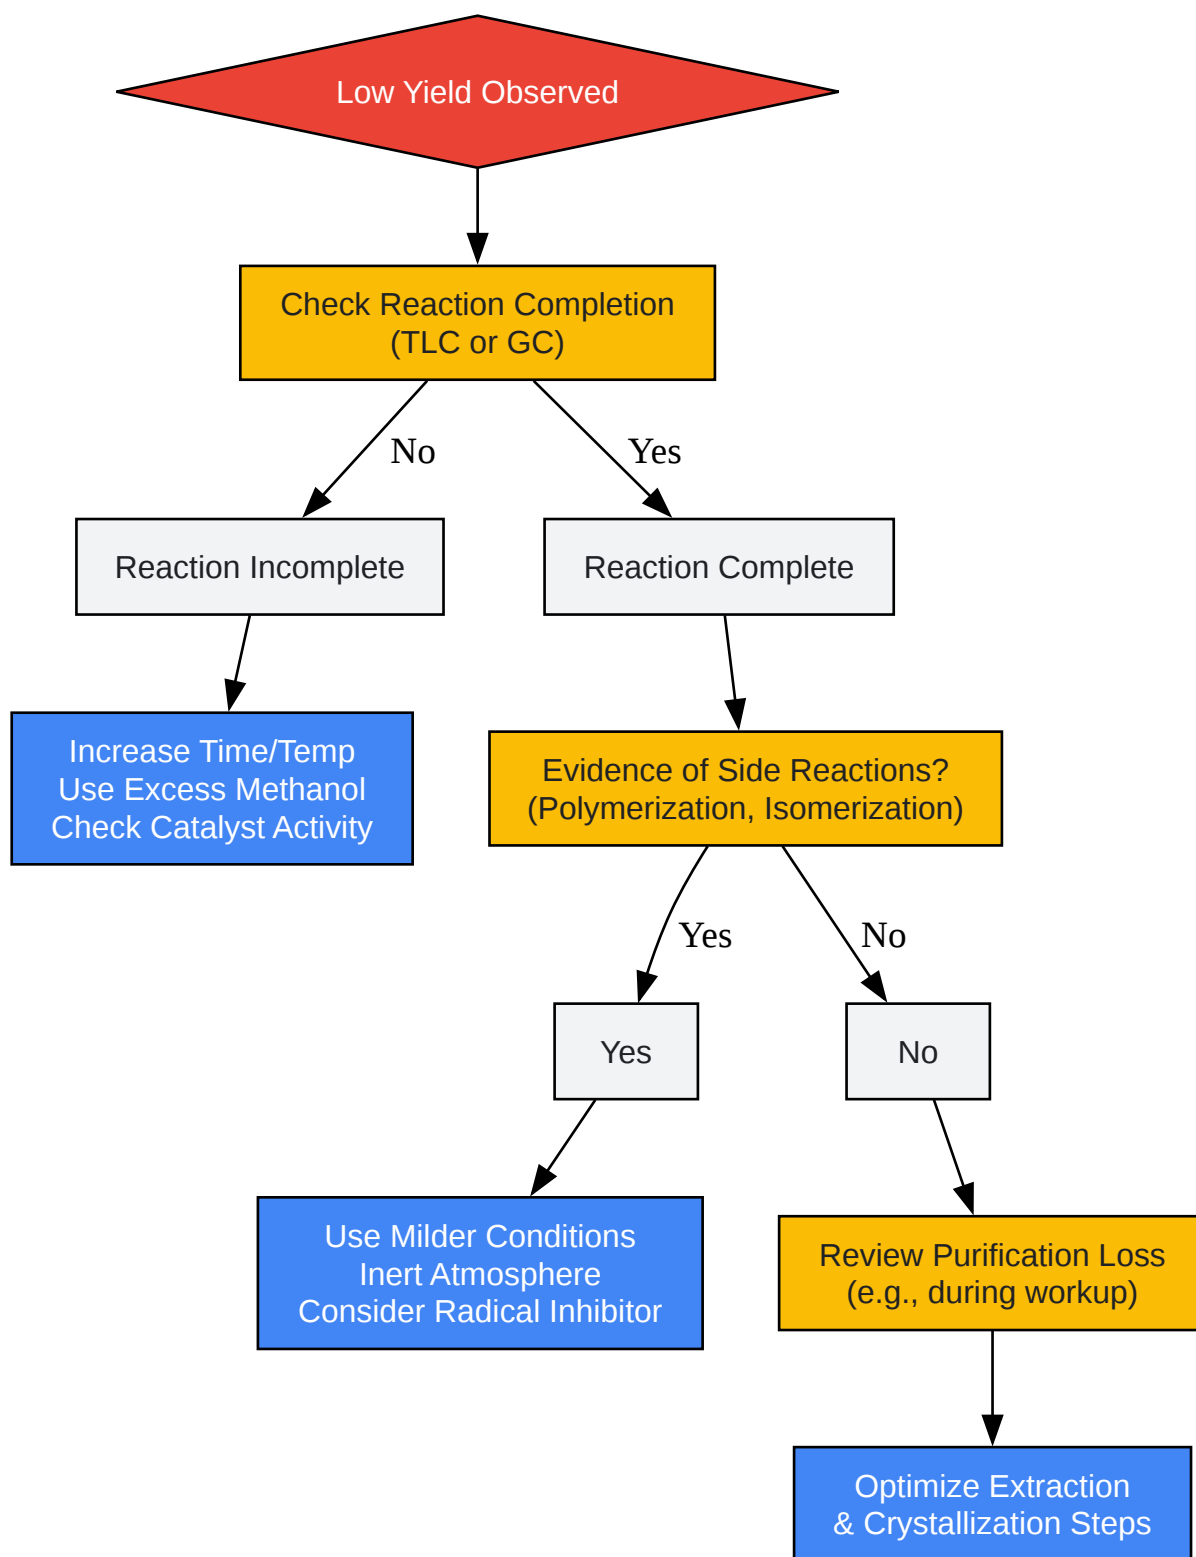 Low Yield Observed
Check Reaction Completion
(TLC or GC)
No
Yes
Reaction Incomplete
Reaction Complete
Increase Time/Temp
Use Excess Methanol
Check Catalyst Activity
Evidence of Side Reactions?
(Polymerization, Isomerization)
Yes
No
Yes
No
Use Milder Conditions
Inert Atmosphere
Consider Radical Inhibitor
Review Purification Loss
(e.g., during workup)
Optimize Extraction
& Crystallization Steps